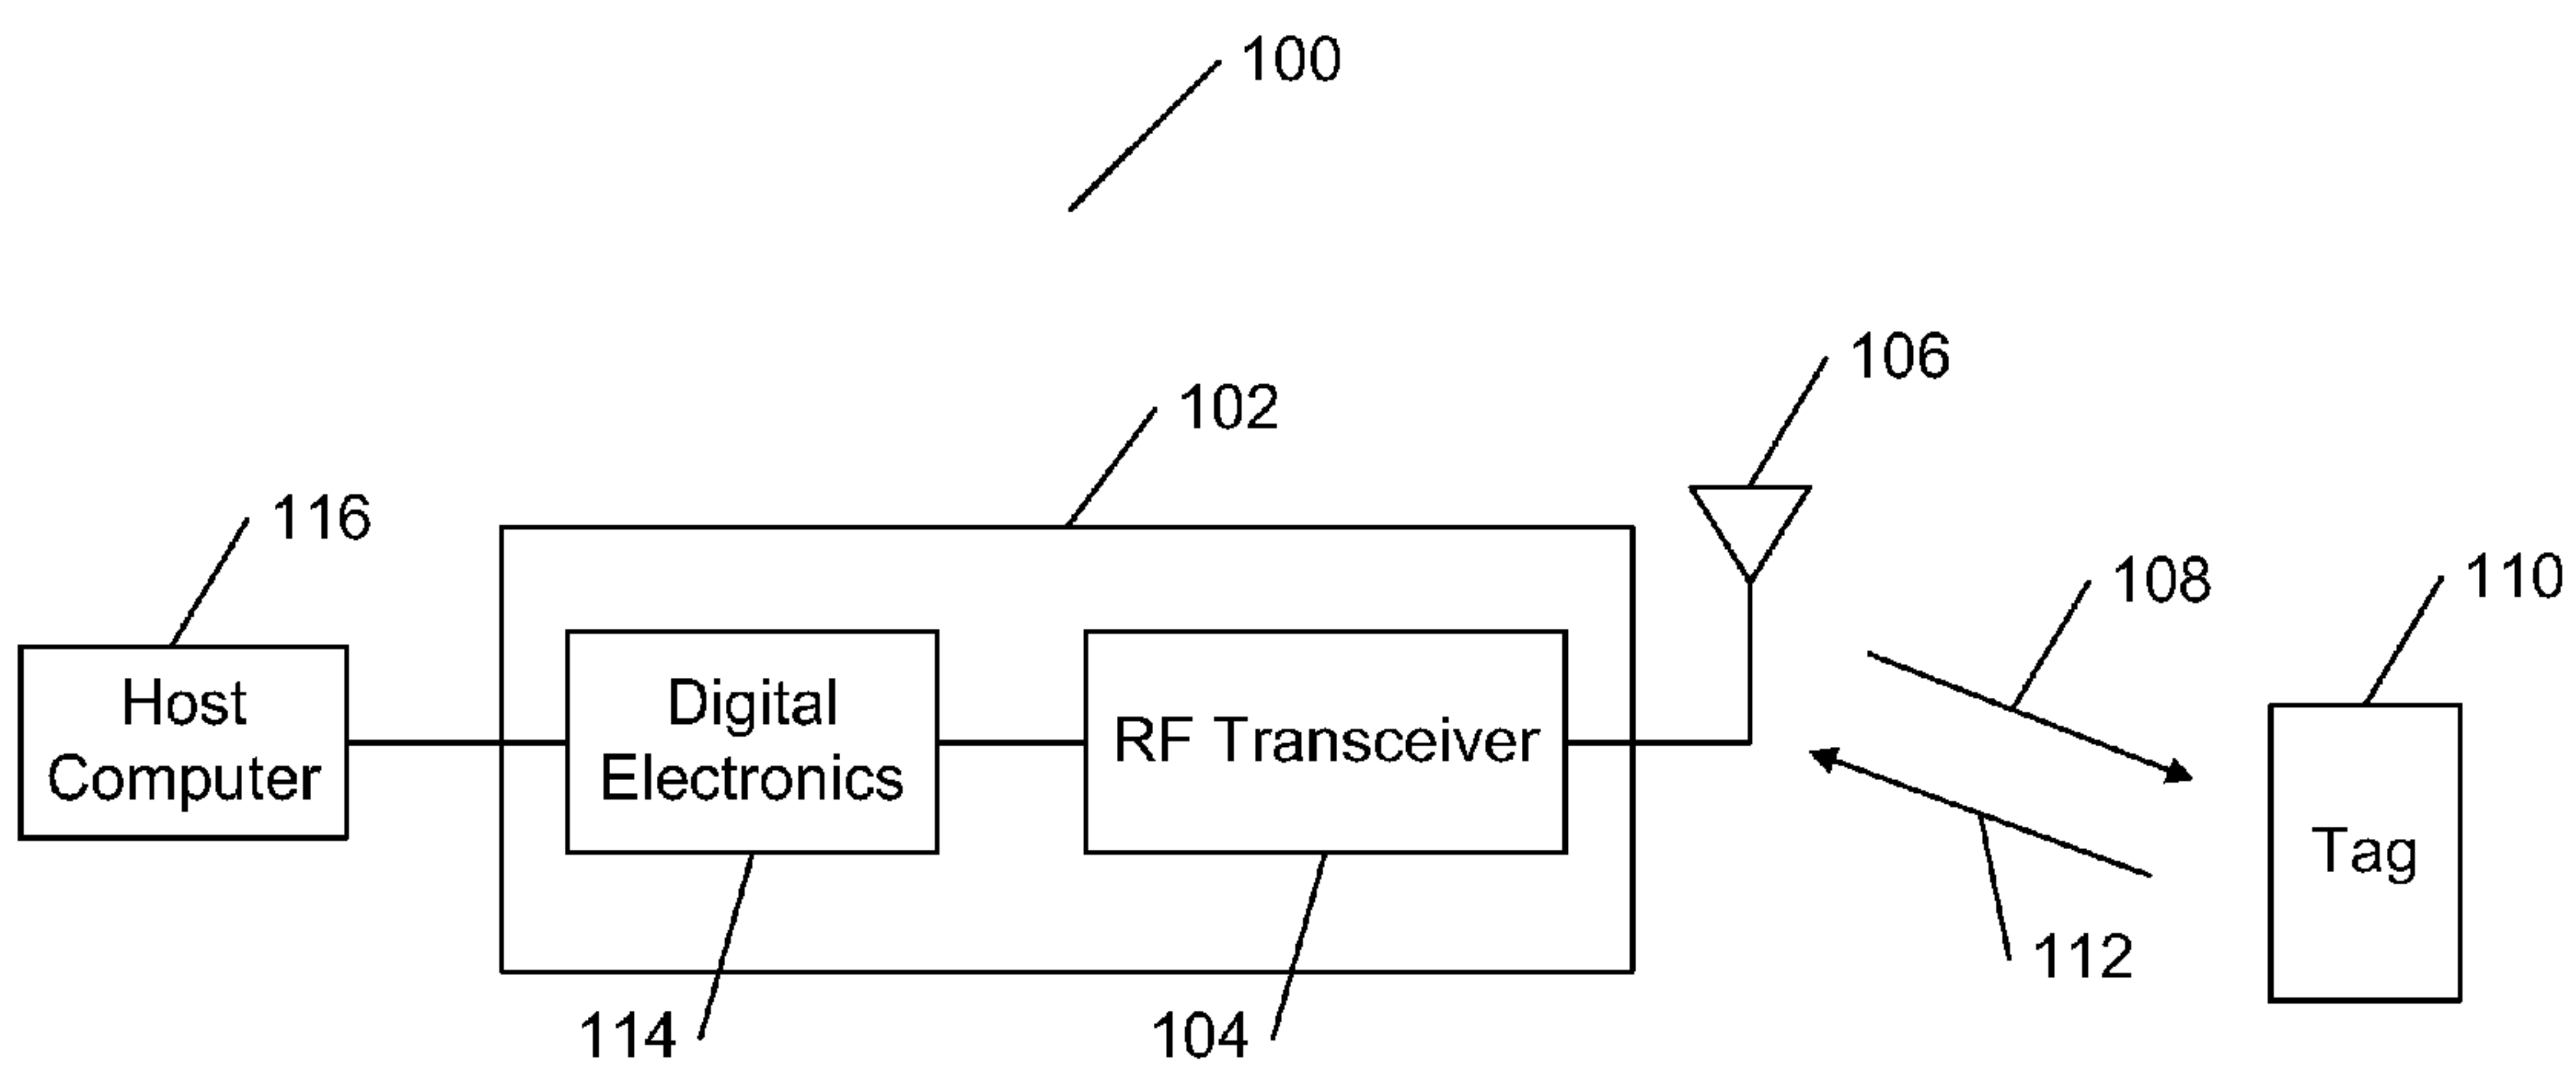 100
106
102
116
108
110
Host
Computer
Digital
Electronics
RF Transceiver
Tag
112
114
104